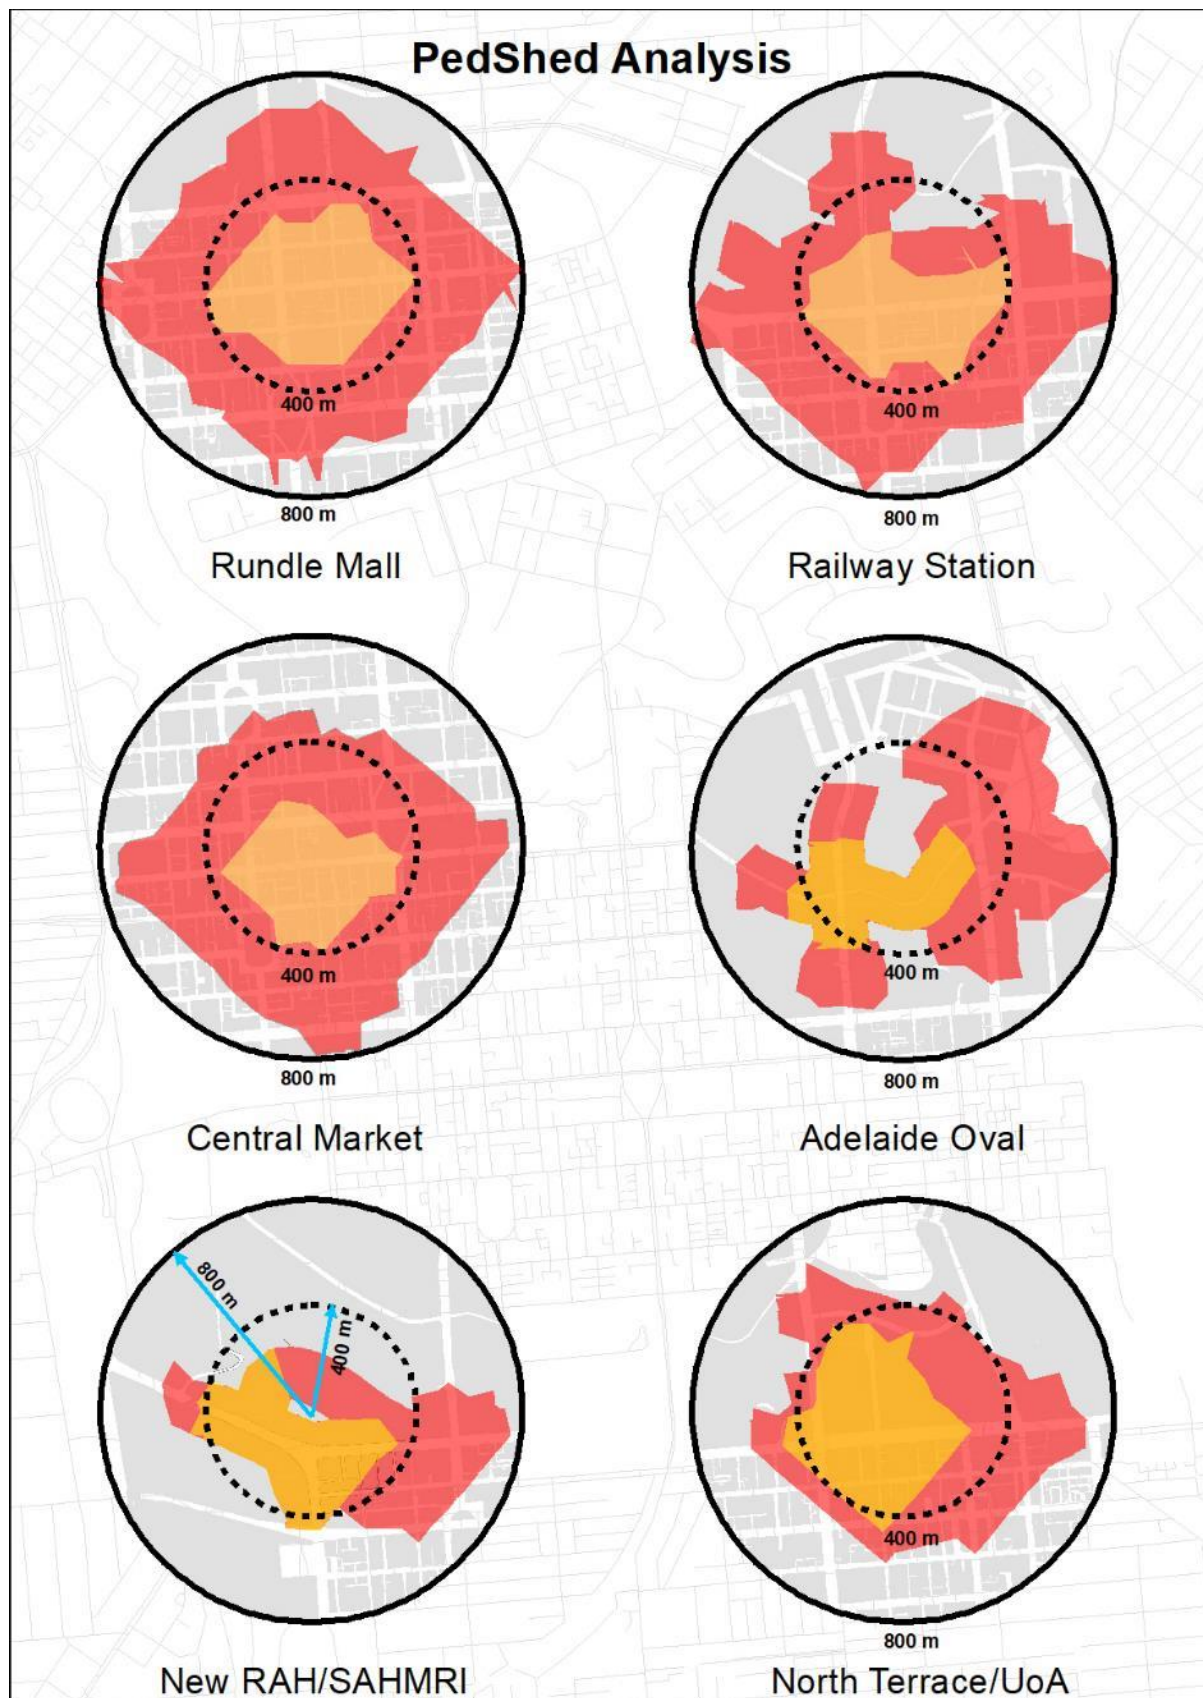 PedShed Analysis
400 m
800 m
Rundle Mall
400 m
800 m
Railway Station
400 m
800 m
Central Market
400 m
800 m
Adelaide Oval
800 m
400 m
New RAH/SAHMRI
400 m
800 m
North Terrace/UoA